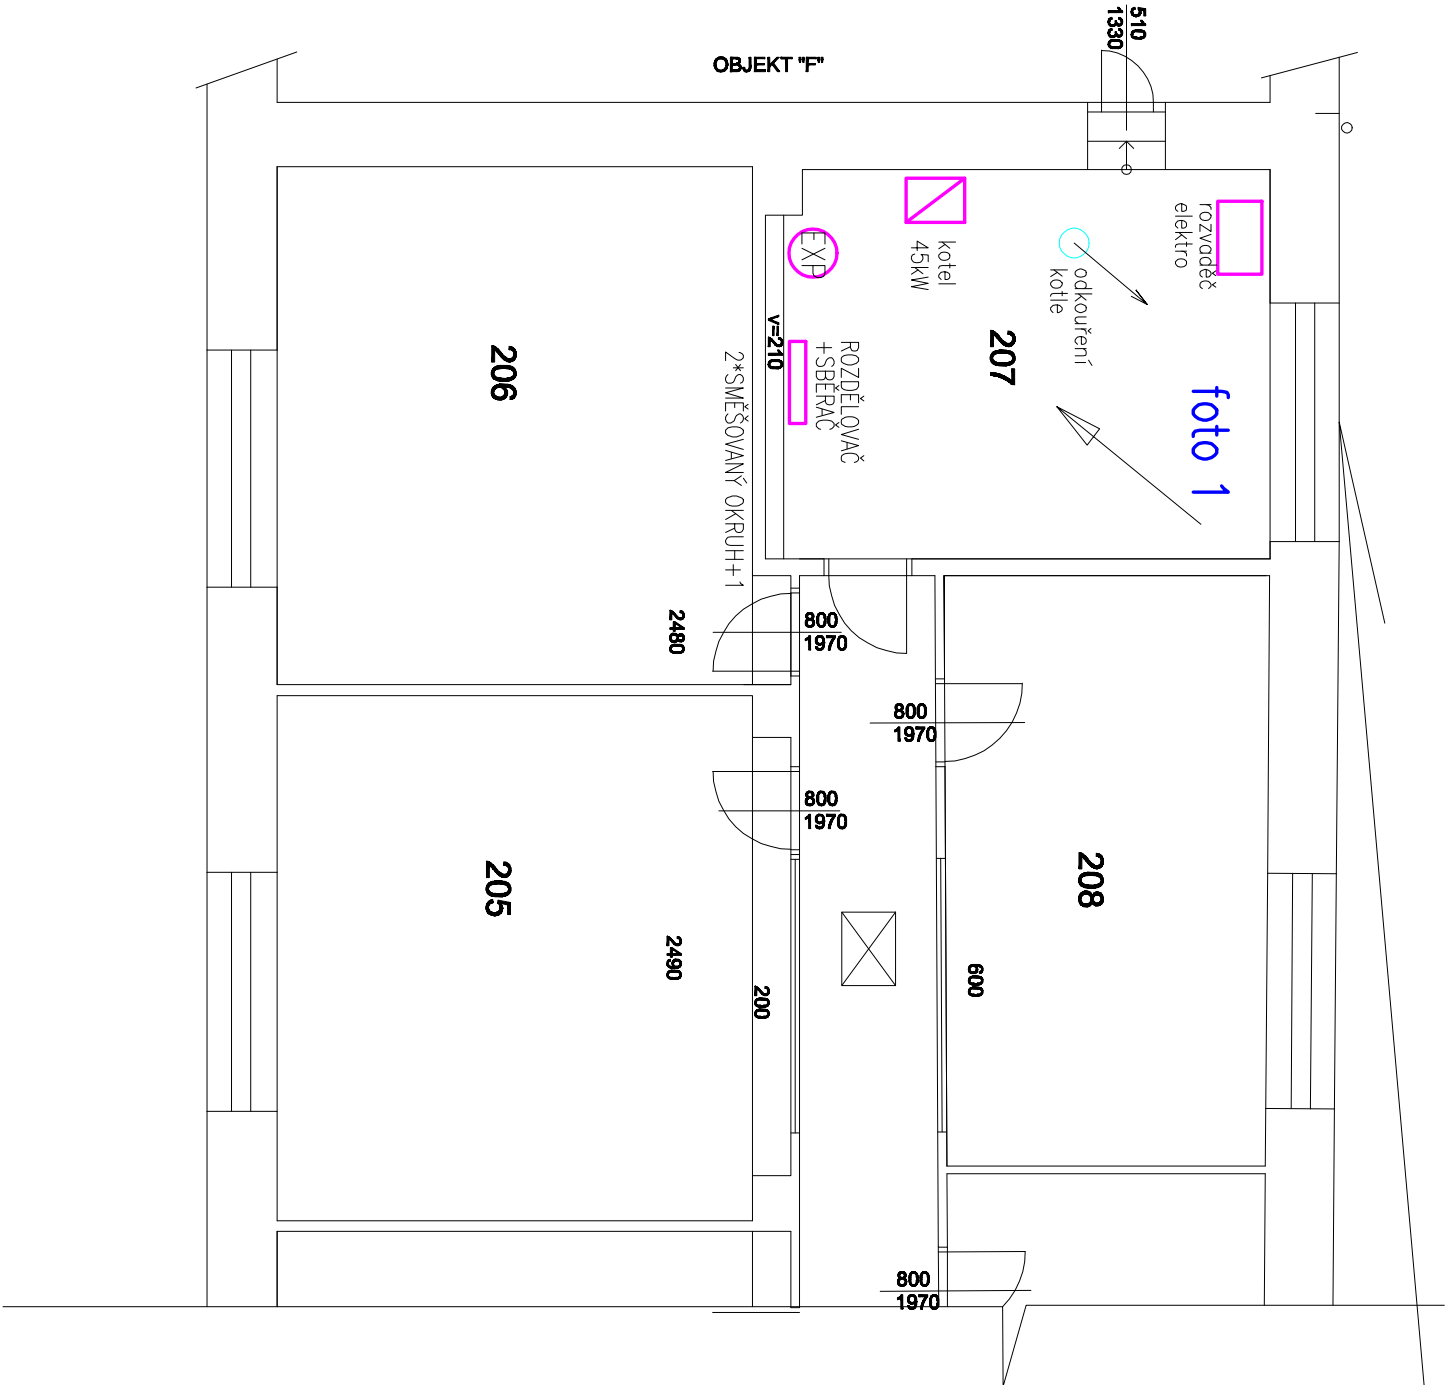 510
1330
OBJEKT "F"
rozvaděč
elektro
kotel
45kW
EXP
odkouření
kotle
v=210
207
206
ROZDĚLOVAČ
+SBĚRAČ
2*SMĚŠOVANÝ OKRUH+1
foto 1
2480
800
1970
800
1970
800
1970
205
208
2490
600
200
800
1970